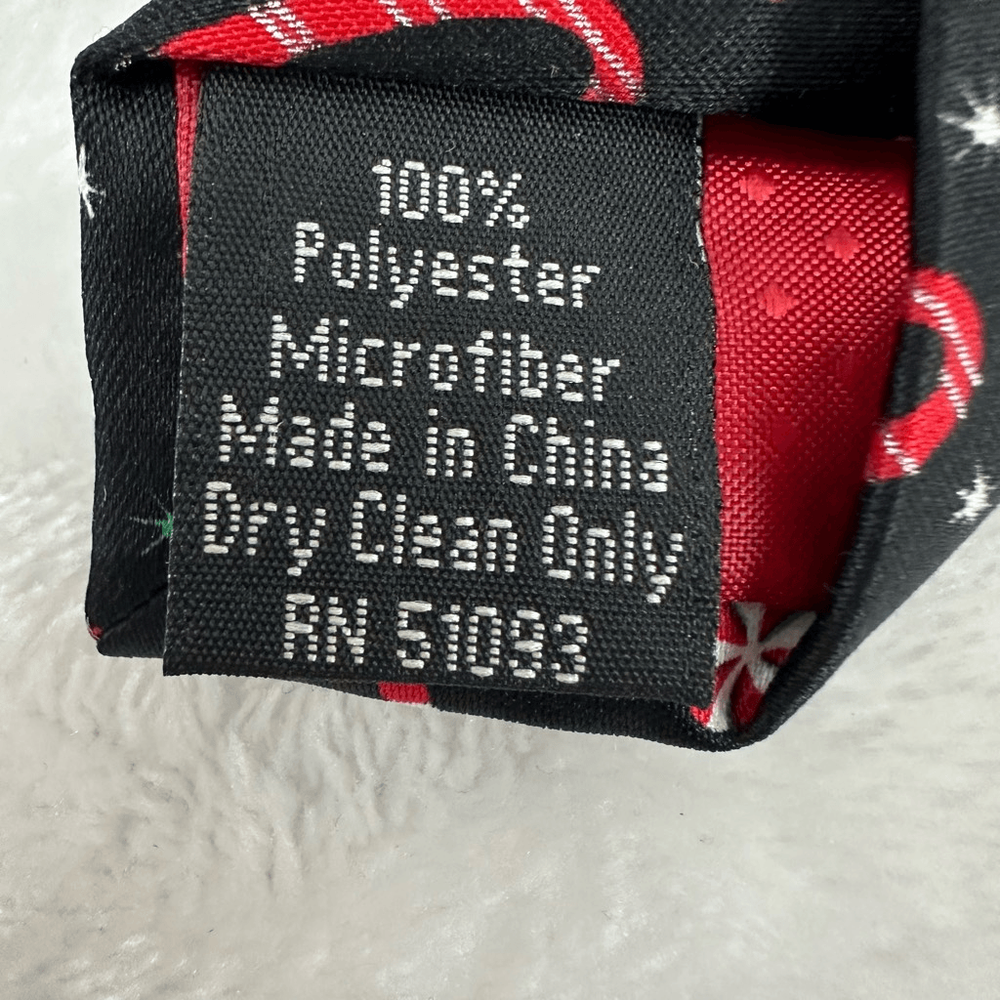 100%
Polyester
Microfiber
Made in China
Dry Clean Only
RN 51093